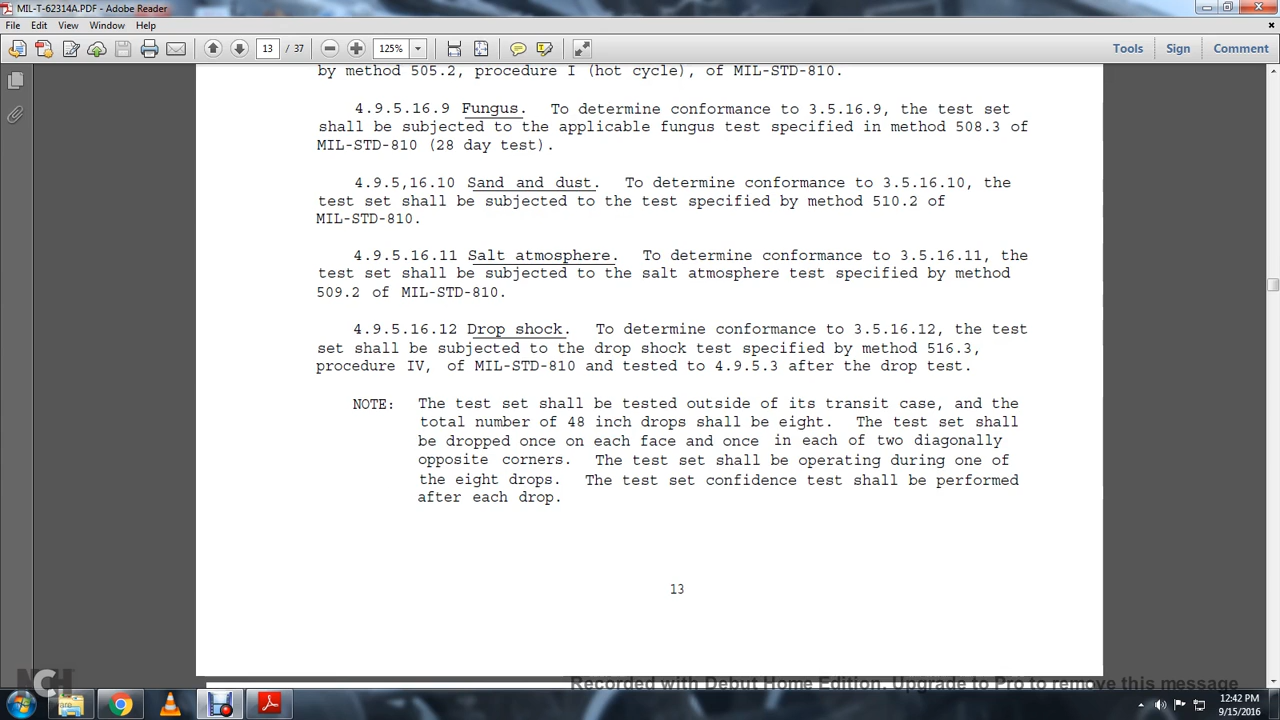 MIL-T-62314A.PDF - Adobe Reader
File Edit View Window Help
13 / 37 125% Tools Sign Comment
by method 505.2, procedure I (hot cycle), of MIL-STD-810.
4.9.5.16.9 Fungus. To determine conformance to 3.5.16.9, the test set
shall be subjected to the applicable fungus test specified in method 508.3 of
MIL-STD-810 (28 day test).
4.9.5,16.10 Sand and dust. To determine conformance to 3.5.16.10, the
test set shall be subjected to the test specified by method 510.2 of
MIL-STD-810.
4.9.5.16.11 Salt atmosphere. To determine conformance to 3.5.16.11, the
test set shall be subjected to the salt atmosphere test specified by method
509.2 of MIL-STD-810.
4.9.5.16.12 Drop shock. To determine conformance to 3.5.16.12, the test
set shall be subjected to the drop shock test specified by method 516.3,
procedure IV, of MIL-STD-810 and tested to 4.9.5.3 after the drop test.
NOTE: The test set shall be tested outside of its transit case, and the
total number of 48 inch drops shall be eight. The test set shall
be dropped once on each face and once in each of two diagonally
opposite corners. The test set shall be operating during one of
the eight drops. The test set confidence test shall be performed
after each drop.
13
NCH
Recorded with Debut Home Edition. Upgrade to Pro to remove this message
12:42 PM
9/15/2016